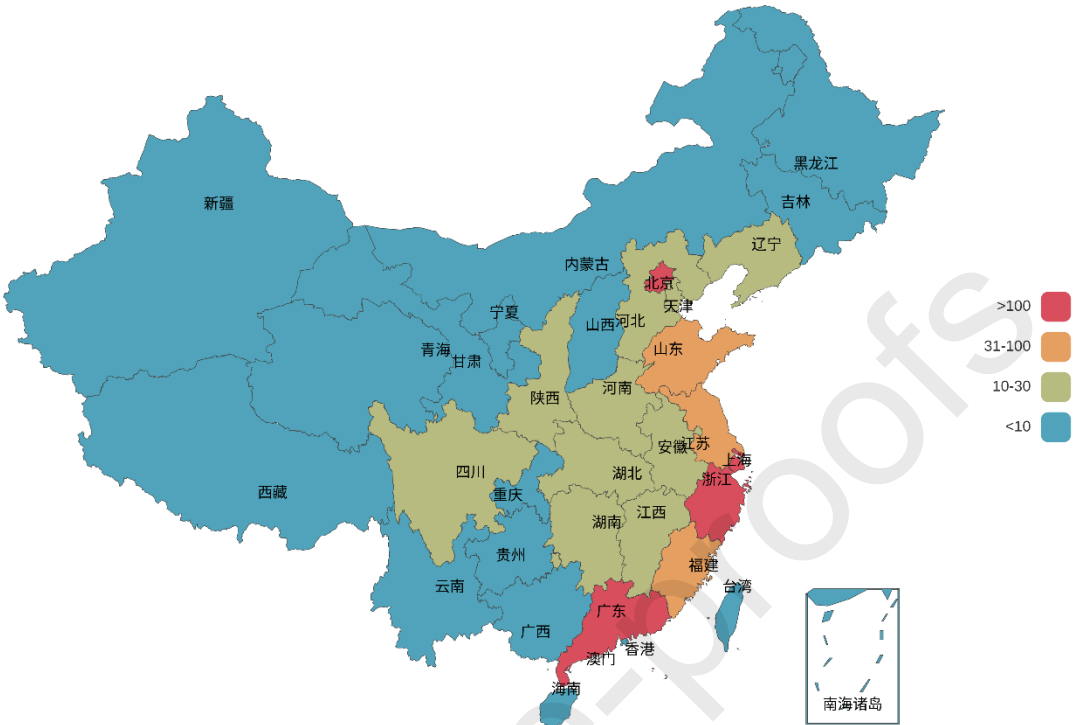 黑龙江
吉林
新疆
辽宁
内蒙古
北京
天津
宁夏
山西
河北
青海
甘肃
山东
河南
陕西
安徽
江苏
上海
四川
湖北
浙江
西藏
重庆
湖南
江西
贵州
福建
云南
台湾
广东
广西
香港
澳门
海南
南海诸岛
>100
31-100
10-30
<10
-proofs